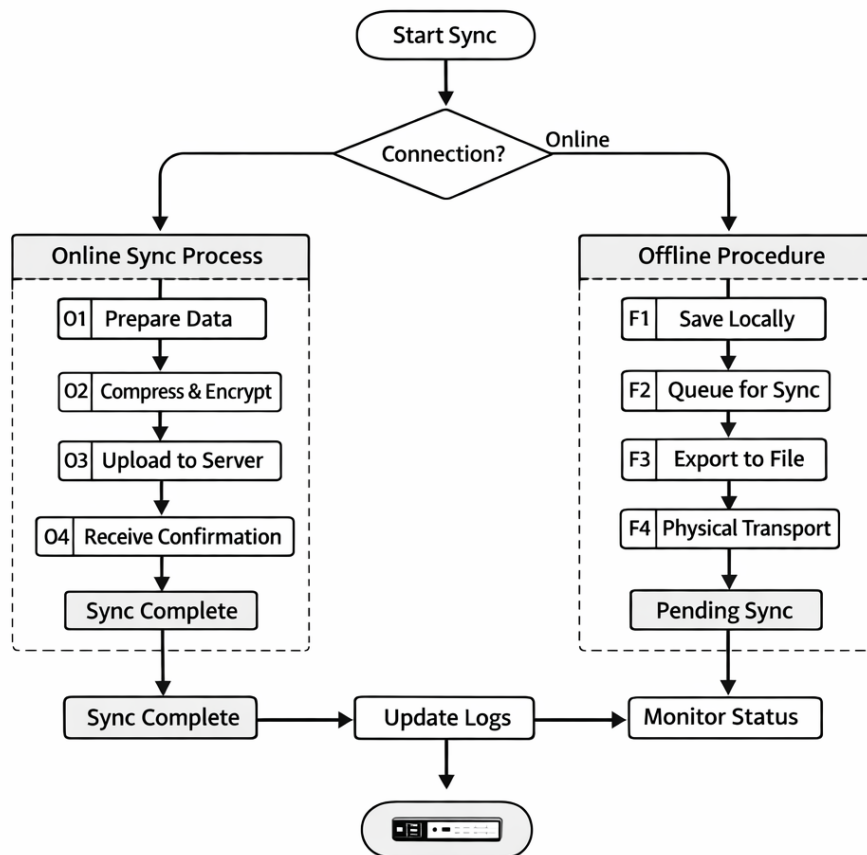 Start Sync
Connection?
Online
Online Sync Process
O1 Prepare Data
O2 Compress & Encrypt
O3 Upload to Server
O4 Receive Confirmation
Sync Complete
Offline Procedure
F1 Save Locally
F2 Queue for Sync
F3 Export to File
F4 Physical Transport
Pending Sync
Sync Complete
Update Logs
Monitor Status